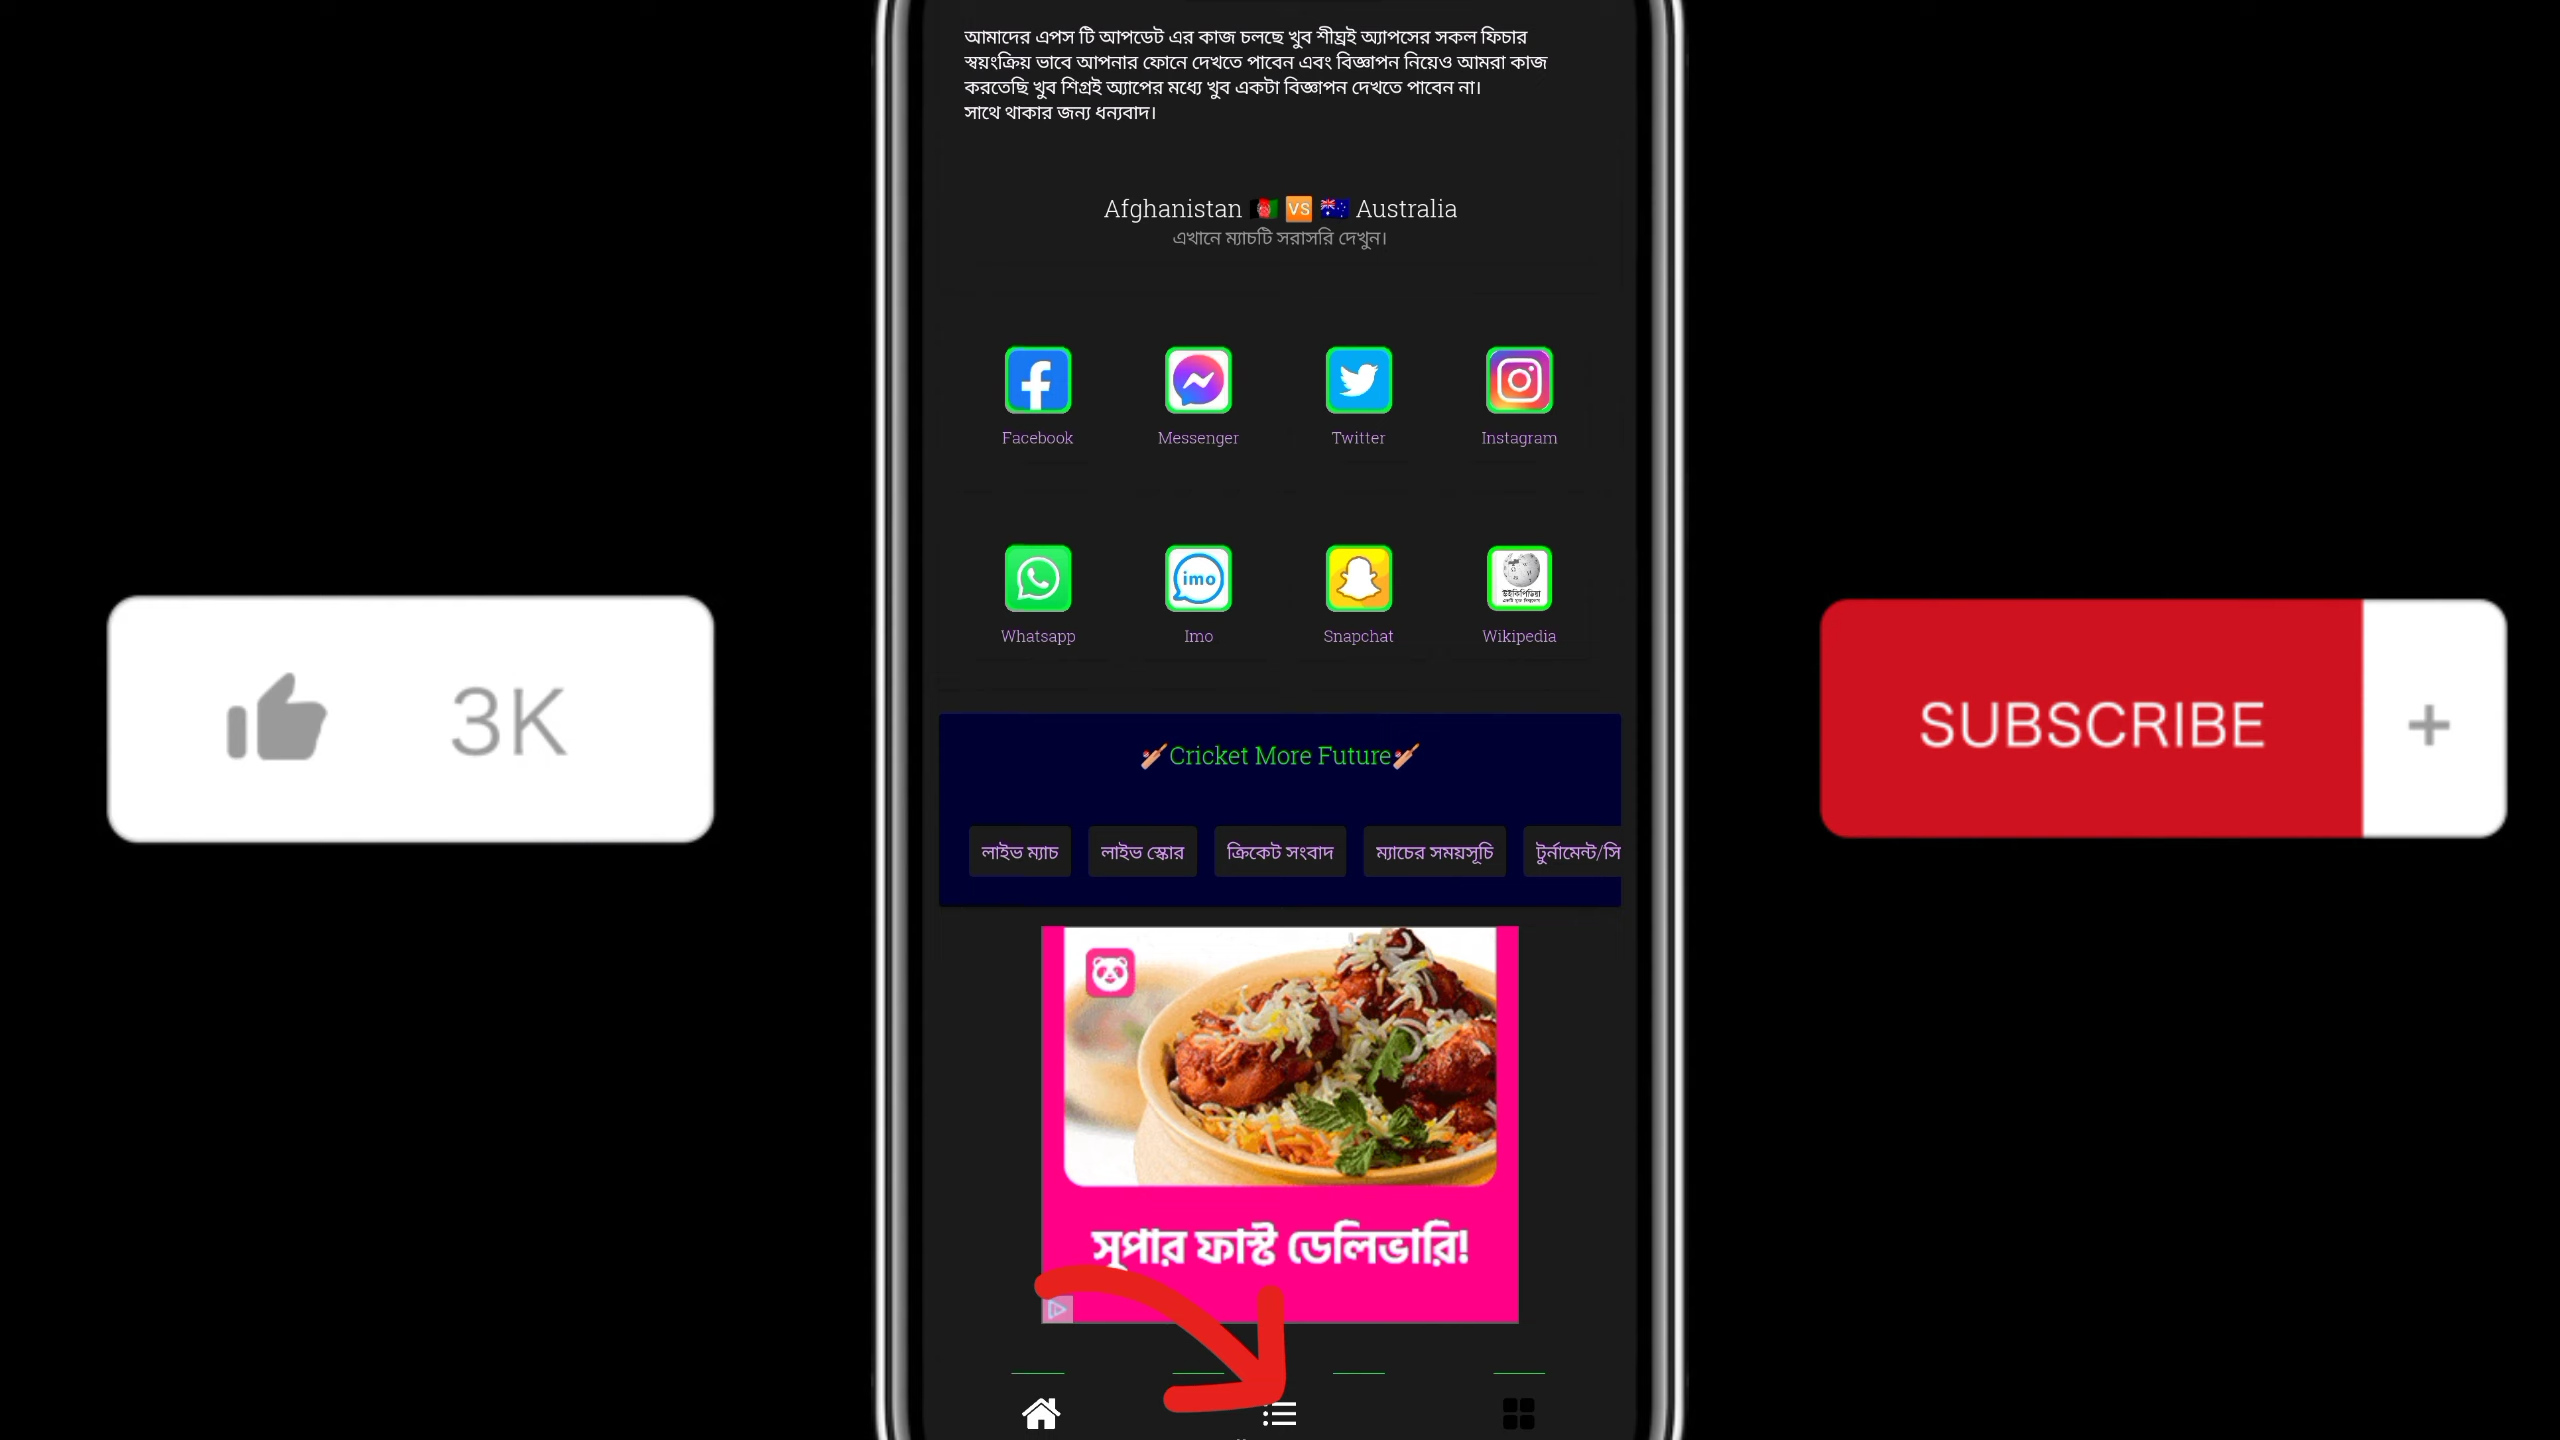 আমাদের এপস টি আপডেট এর কাজ চলছে খুব শীঘ্রই অ্যাপসের সকল ফিচার
স্বয়ংক্রিয় ভাবে আপনার ফোনে দেখতে পাবেন এবং বিজ্ঞাপন নিয়েও আমরা কাজ
করতেছি খুব শিগ্রই অ্যাপের মধ্যে খুব একটা বিজ্ঞাপন দেখতে পাবেন না।
সাথে থাকার জন্য ধন্যবাদ।
Afghanistan 🇦🇫 🆚 🇦🇺 Australia
এখানে ম্যাচটি সরাসরি দেখুন।
Facebook Messenger Twitter Instagram
imo
উইকিপিডিয়া
Whatsapp Imo Snapchat Wikipedia
3K
SUBSCRIBE +
🏏Cricket More Future🏏
লাইভ ম্যাচ লাইভ স্কোর ক্রিকেট সংবাদ ম্যাচের সময়সূচি টুর্নামেন্ট/সি
সুপার ফাস্ট ডেলিভারি!